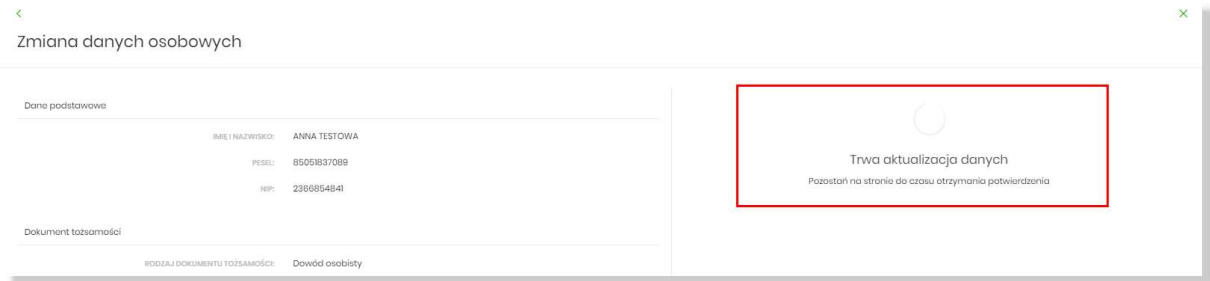 Zmiana danych osobowych
Dane podstawowe
IMIĘ I NAZWISKO: ANNA TESTOWA
PESEL: 85051837089
NIP: 2366854841
Dokument tożsamości
RODZAJ DOKUMENTU TOŻSAMOŚCI: Dowód osobisty
Trwa aktualizacja danych
Pozostań na stronie do czasu otrzymania potwierdzenia